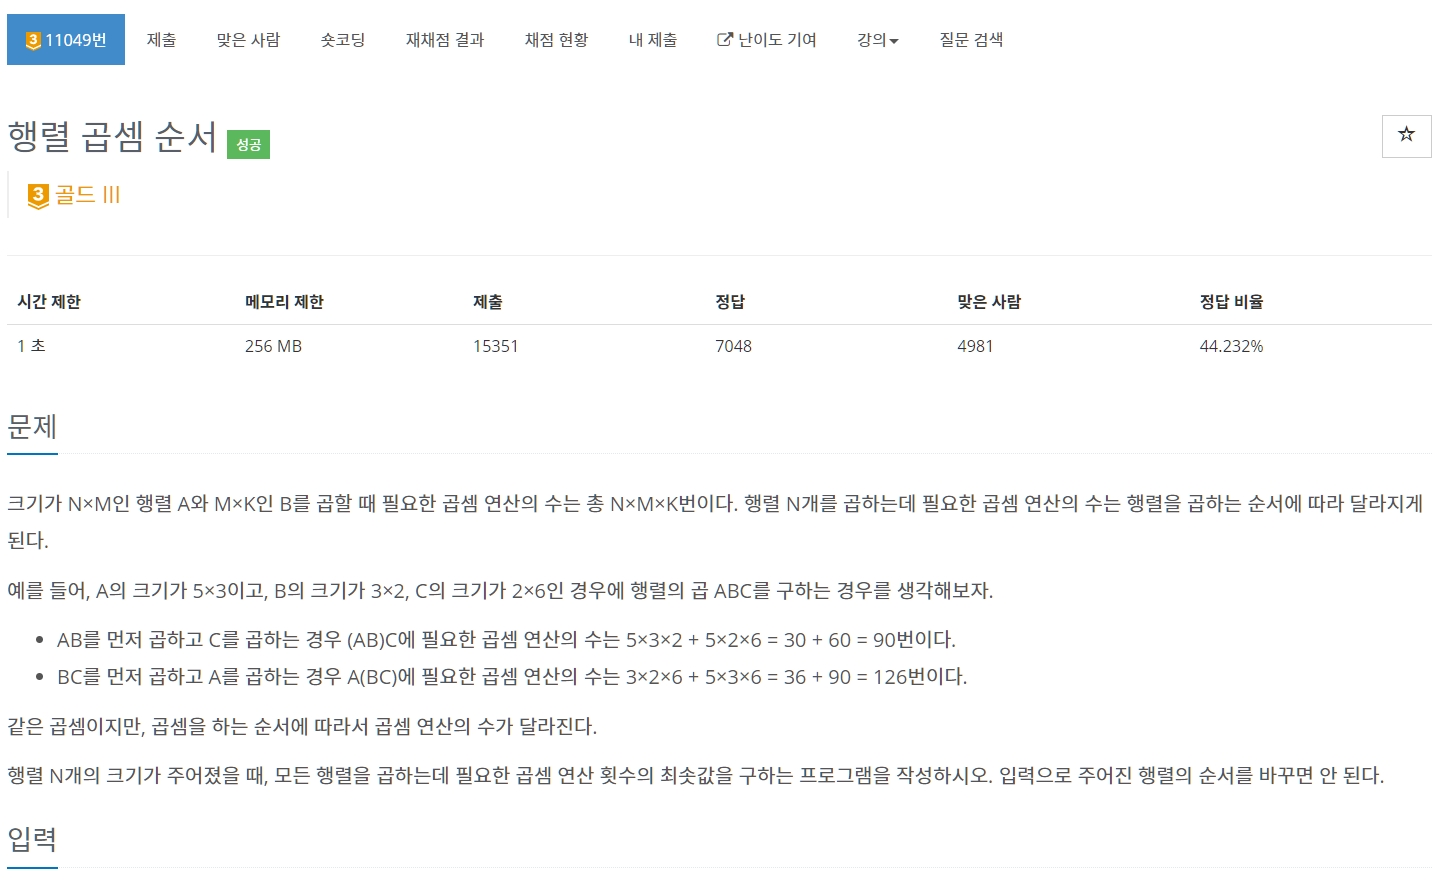 3 11049번 제출 맞은 사람 숏코딩 재채점 결과 채점 현황 내 제출 난이도 기여 강의 질문 검색
행렬 곱셈 순서 성공
3 골드 III
시간 제한 메모리 제한 제출 정답 맞은 사람 정답 비율
1 초 256 MB 15351 7048 4981 44.232%
문제
크기가 N×M인 행렬 A와 M×K인 B를 곱할 때 필요한 곱셈 연산의 수는 총 N×M×K번이다. 행렬 N개를 곱하는데 필요한 곱셈 연산의 수는 행렬을 곱하는 순서에 따라 달라지게
된다.
예를 들어, A의 크기가 5×3이고, B의 크기가 3×2, C의 크기가 2×6인 경우에 행렬의 곱 ABC를 구하는 경우를 생각해보자.
• AB를 먼저 곱하고 C를 곱하는 경우 (AB)C에 필요한 곱셈 연산의 수는 5×3×2 + 5×2×6 = 30 + 60 = 90번이다.
• BC를 먼저 곱하고 A를 곱하는 경우 A(BC)에 필요한 곱셈 연산의 수는 3×2×6 + 5×3×6 = 36 + 90 = 126번이다.
같은 곱셈이지만, 곱셈을 하는 순서에 따라서 곱셈 연산의 수가 달라진다.
행렬 N개의 크기가 주어졌을 때, 모든 행렬을 곱하는데 필요한 곱셈 연산 횟수의 최솟값을 구하는 프로그램을 작성하시오. 입력으로 주어진 행렬의 순서를 바꾸면 안 된다.
입력